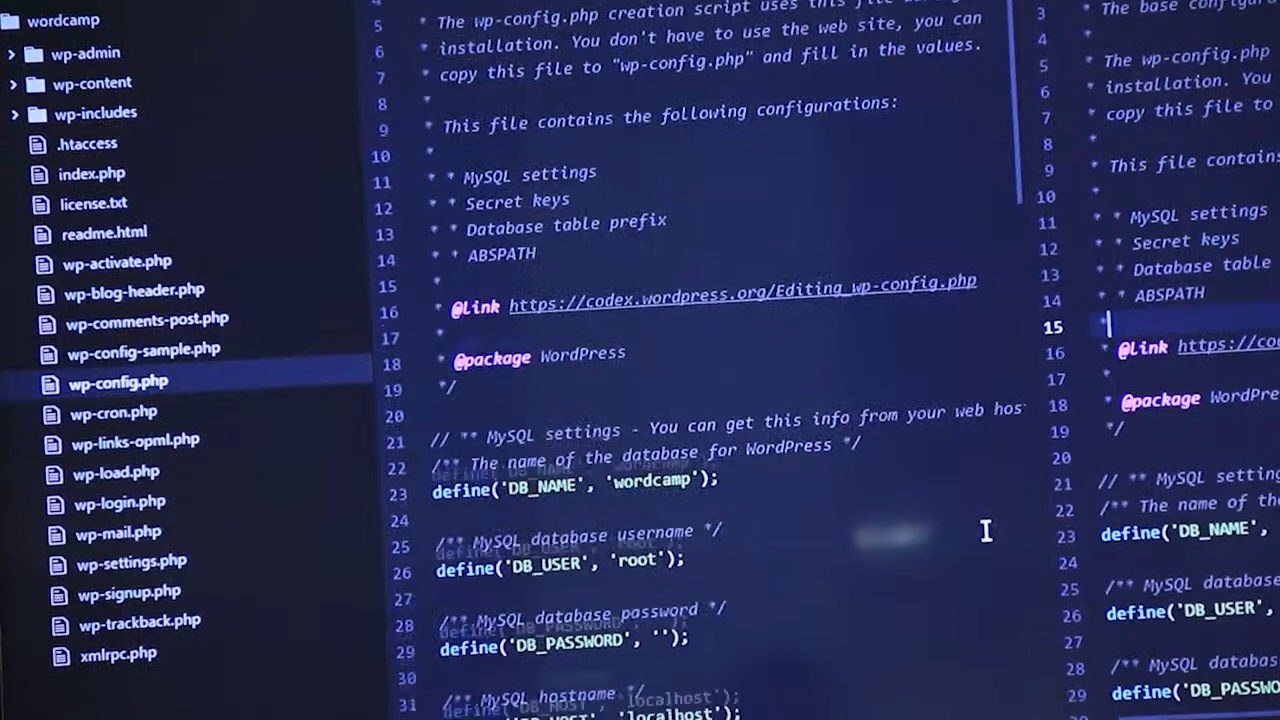 wordcamp
wp-admin
wp-content
wp-includes
.htaccess
index.php
license.txt
readme.html
wp-activate.php
wp-blog-header.php
wp-comments-post.php
wp-config-sample.php
wp-config.php
wp-cron.php
wp-links-opml.php
wp-load.php
wp-login.php
wp-mail.php
wp-settings.php
wp-signup.php
wp-trackback.php
xmlrpc.php
5 * The wp-config.php creation script uses this file
6 * installation. You don't have to use the web site, you can
7 * copy this file to "wp-config.php" and fill in the values.
8 *
9 * This file contains the following configurations:
10 *
11 * * MySQL settings
12 * * Secret keys
13 * * Database table prefix
14 * * ABSPATH
15 *
16 * @link https://codex.wordpress.org/Editing_wp-config.php
17 *
18 * @package WordPress
19 */
20
21 // ** MySQL settings - You can get this info from your web hos
22 /** The name of the database for WordPress */
23 define('DB_NAME', 'wordcamp');
24
25 /** MySQL database username */
26 define('DB_USER', 'root');
27
28 /** MySQL database password */
29 define('DB_PASSWORD', '');
30
31 /** MySQL hostname */
'localhost');
3 * The base
4 *
5 * The wp-config.php
6 * installation. You
7 * copy this file to
8 *
9 * This file contains
10 *
11 * * MySQL settings
12 * * Secret keys
13 * * Database table
14 * * ABSPATH
15 *
16 * @link https://co
17 *
18 * @package WordPre
19 */
20
21 // ** MySQL setting
22 /** The name of the
23 define('DB_NAME',
24
25 /** MySQL database
26 define('DB_USER',
27
28 /** MySQL databas
29 define('DB_PASSWO